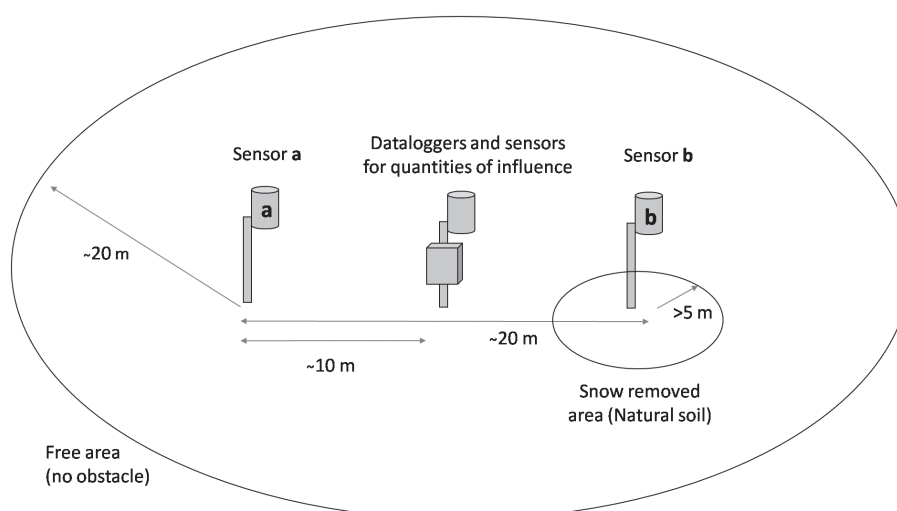 Sensor a
Dataloggers and sensors
for quantities of influence
Sensor b
a
b
~20 m
>5 m
~20 m
~10 m
Snow removed
area (Natural soil)
Free area
(no obstacle)